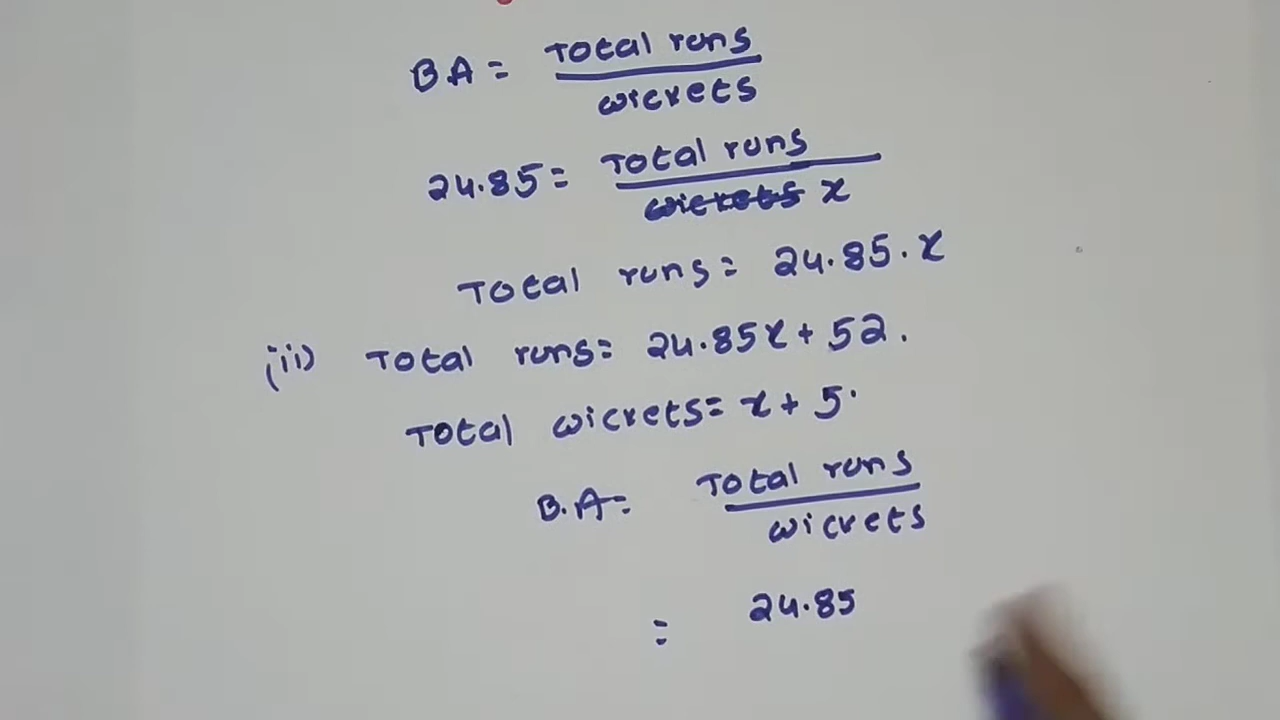 BA = Total runs
wickets
24.85 = Total runs
wickets x
Total runs = 24.85.x
(ii) Total runs = 24.85x + 52.
Total wickets = x + 5.
B.A = Total runs
wickets
= 24.85